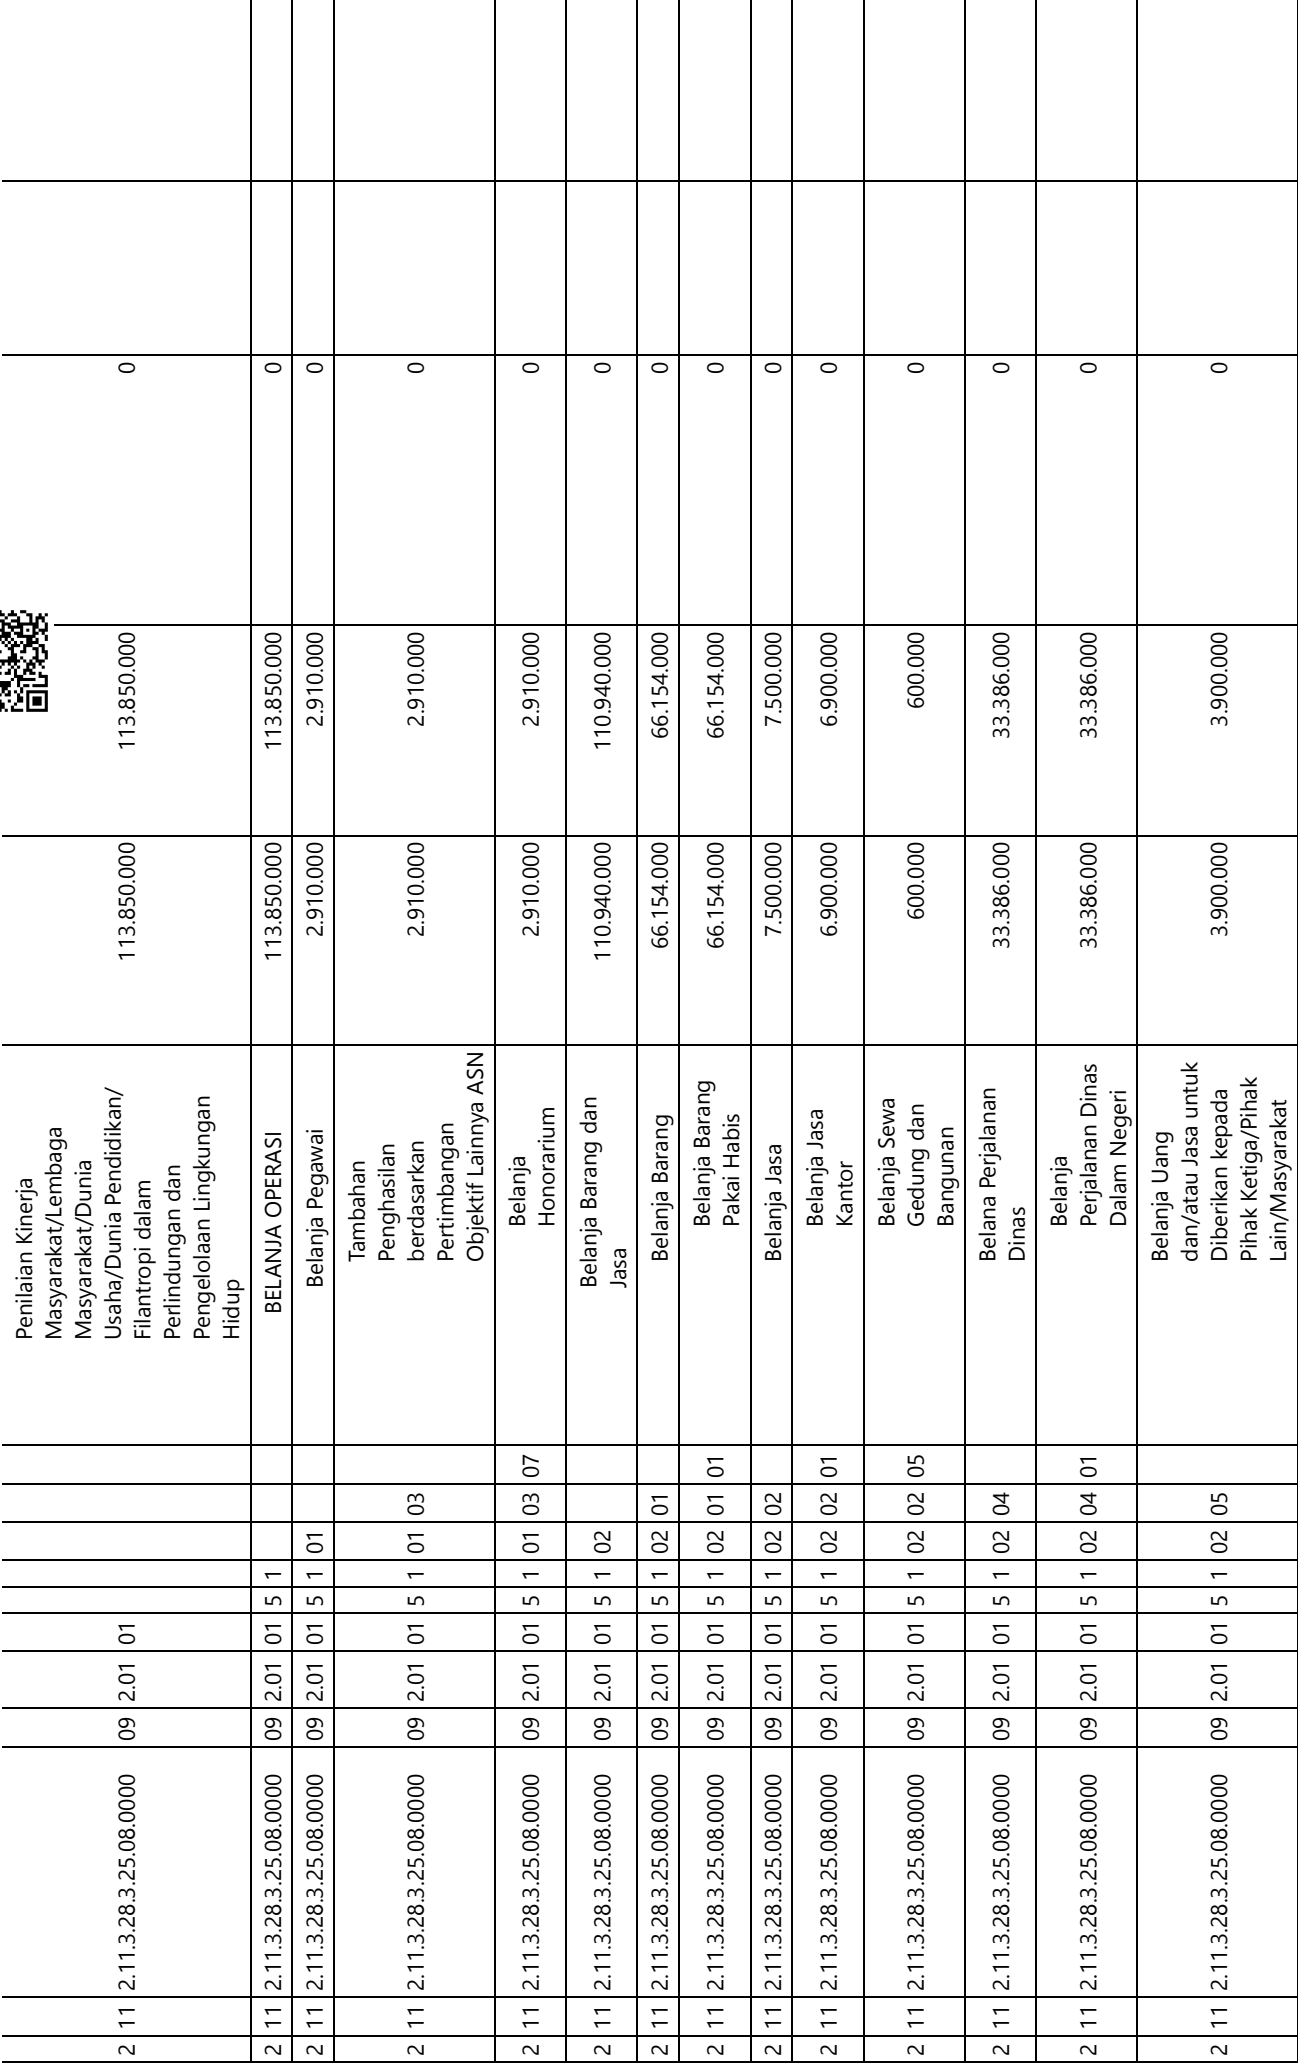 2 11 2.11.3.28.3.25.08.0000 09 2.01 01 Penilaian Kinerja 113.850.000 113.850.000 0
Masyarakat/Lembaga
Masyarakat/Dunia
Usaha/Dunia Pendidikan/
Filantropi dalam
Perlindungan dan
Pengelolaan Lingkungan
Hidup
2 11 2.11.3.28.3.25.08.0000 09 2.01 01 5 1 BELANJA OPERASI 113.850.000 113.850.000 0
2 11 2.11.3.28.3.25.08.0000 09 2.01 01 5 1 01 Belanja Pegawai 2.910.000 2.910.000 0
2 11 2.11.3.28.3.25.08.0000 09 2.01 01 5 1 01 03 Tambahan 2.910.000 2.910.000 0
Penghasilan
berdasarkan
Pertimbangan
Objektif Lainnya ASN
2 11 2.11.3.28.3.25.08.0000 09 2.01 01 5 1 01 03 07 Belanja 2.910.000 2.910.000 0
Honorarium
2 11 2.11.3.28.3.25.08.0000 09 2.01 01 5 1 02 Belanja Barang dan 110.940.000 110.940.000 0
Jasa
2 11 2.11.3.28.3.25.08.0000 09 2.01 01 5 1 02 01 Belanja Barang 66.154.000 66.154.000 0
2 11 2.11.3.28.3.25.08.0000 09 2.01 01 5 1 02 01 01 Belanja Barang 66.154.000 66.154.000 0
Pakai Habis
2 11 2.11.3.28.3.25.08.0000 09 2.01 01 5 1 02 02 Belanja Jasa 7.500.000 7.500.000 0
2 11 2.11.3.28.3.25.08.0000 09 2.01 01 5 1 02 02 01 Belanja Jasa 6.900.000 6.900.000 0
Kantor
2 11 2.11.3.28.3.25.08.0000 09 2.01 01 5 1 02 02 05 Belanja Sewa 600.000 600.000 0
Gedung dan
Bangunan
2 11 2.11.3.28.3.25.08.0000 09 2.01 01 5 1 02 04 Belana Perjalanan 33.386.000 33.386.000 0
Dinas
2 11 2.11.3.28.3.25.08.0000 09 2.01 01 5 1 02 04 01 Belanja 33.386.000 33.386.000 0
Perjalanan Dinas
Dalam Negeri
2 11 2.11.3.28.3.25.08.0000 09 2.01 01 5 1 02 05 Belanja Uang 3.900.000 3.900.000 0
dan/atau Jasa untuk
Diberikan kepada
Pihak Ketiga/Pihak
Lain/Masyarakat